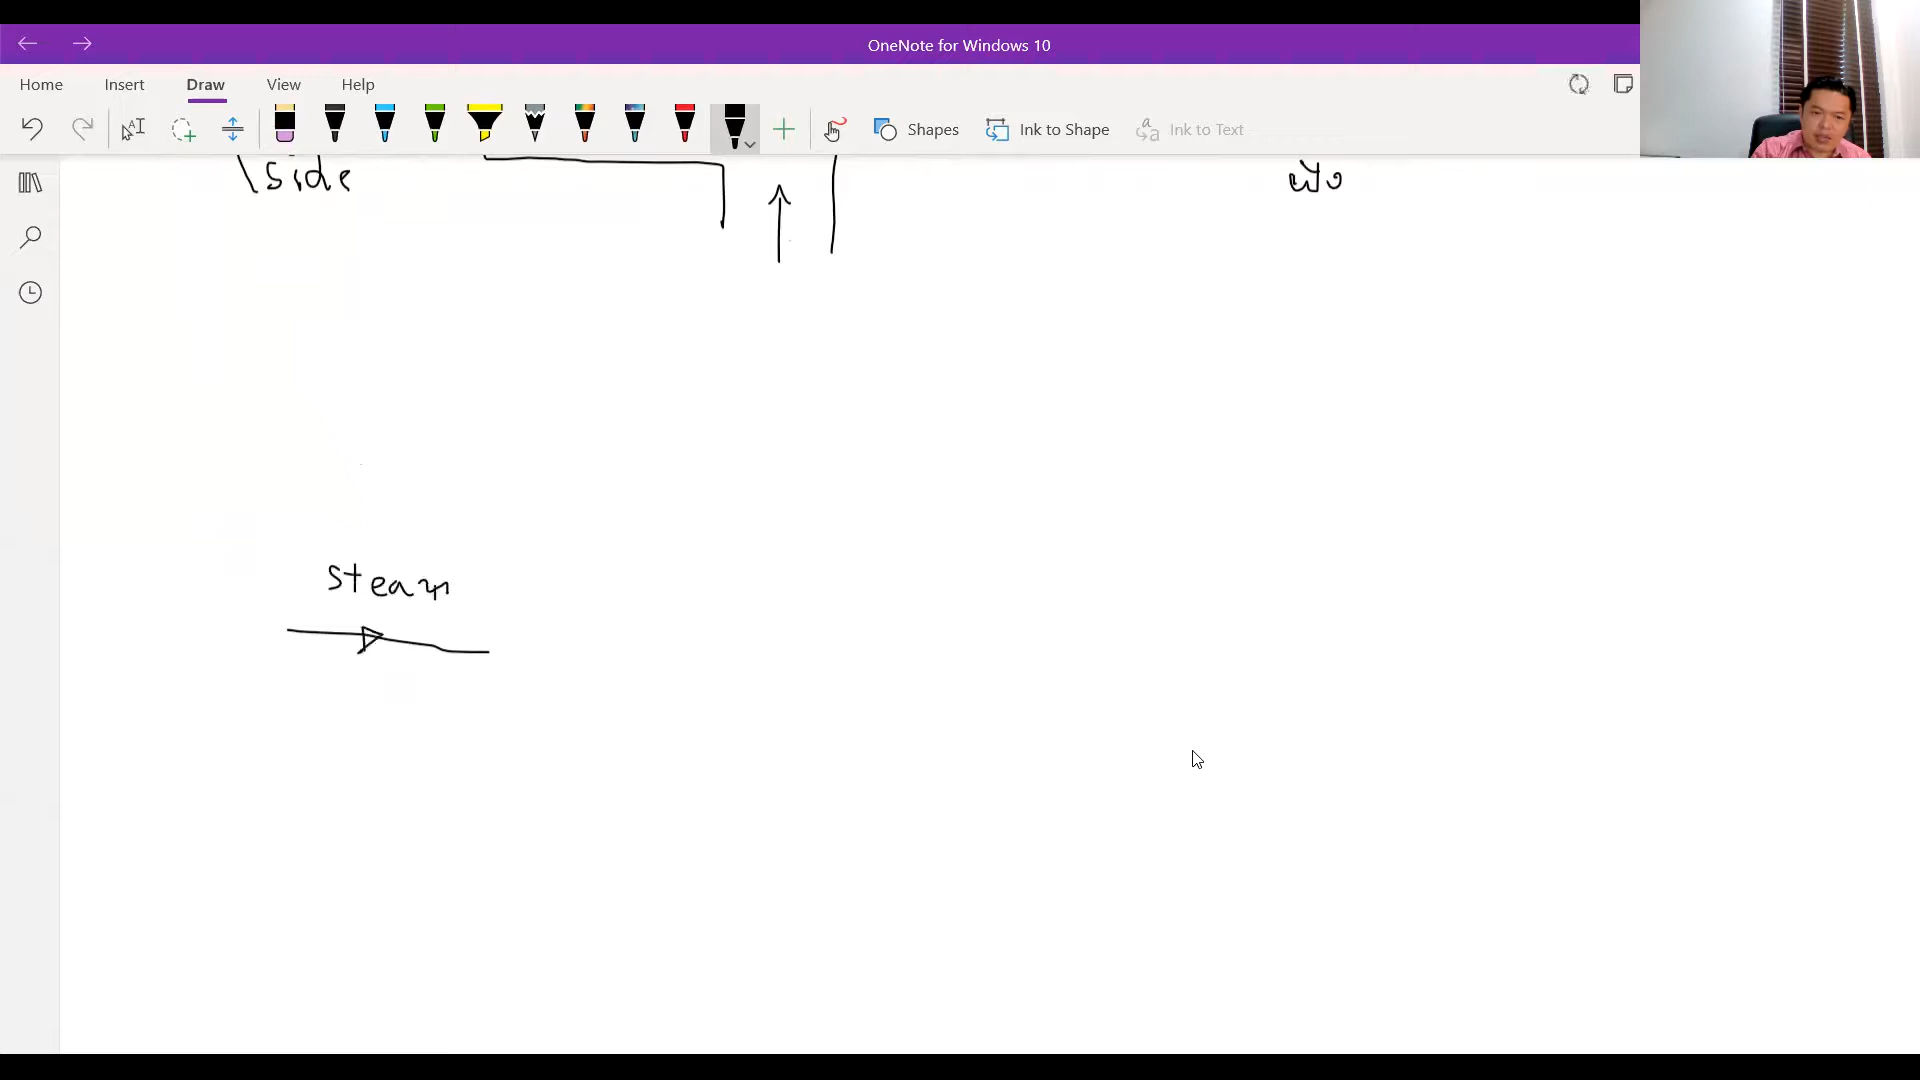 OneNote for Windows 10
Home Insert Draw View Help
Shapes Ink to Shape Ink to Text
side
steam